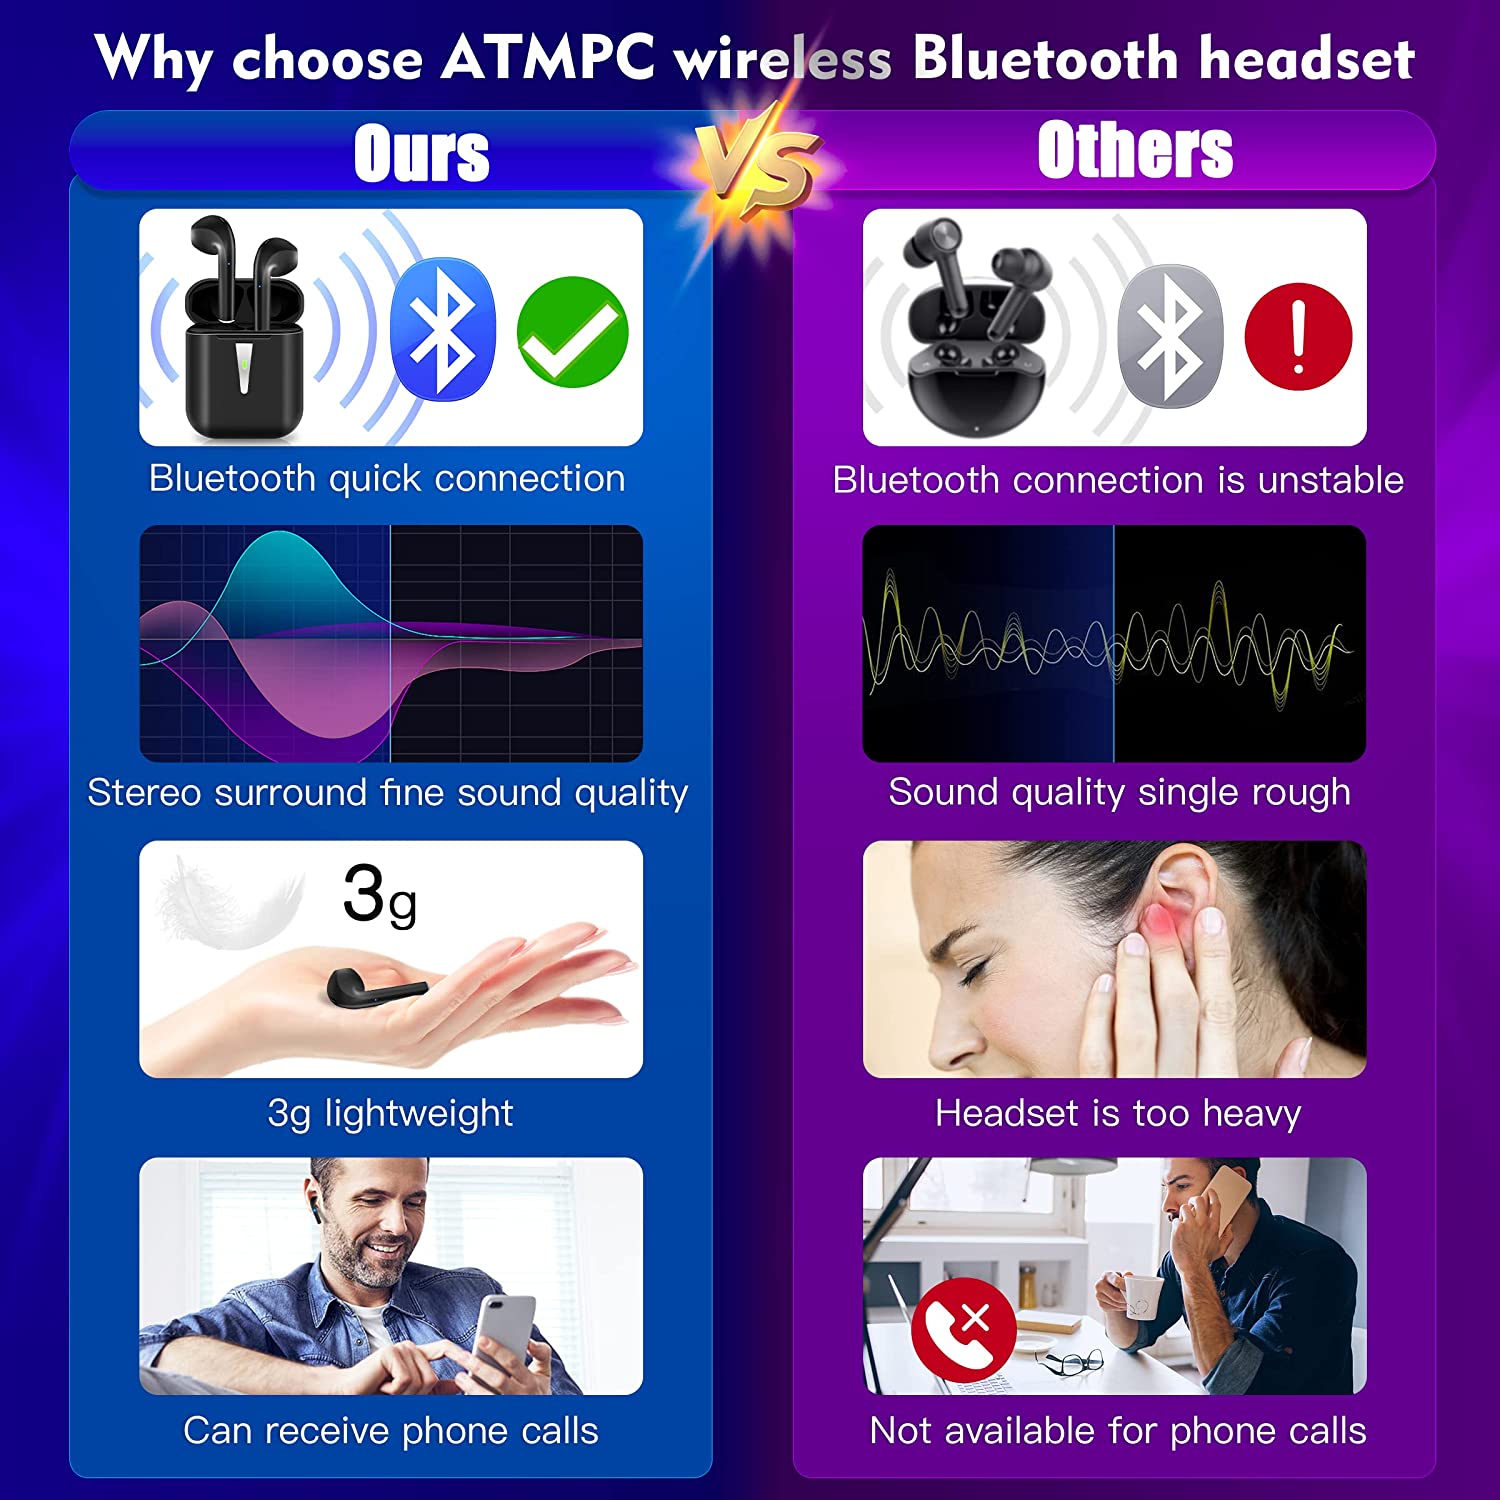 Why choose ATMPC wireless Bluetooth headset
Ours
VS
Others
Bluetooth quick connection
Bluetooth connection is unstable
Stereo surround fine sound quality
Sound quality single rough
3g
3g lightweight
Headset is too heavy
Can receive phone calls
Not available for phone calls